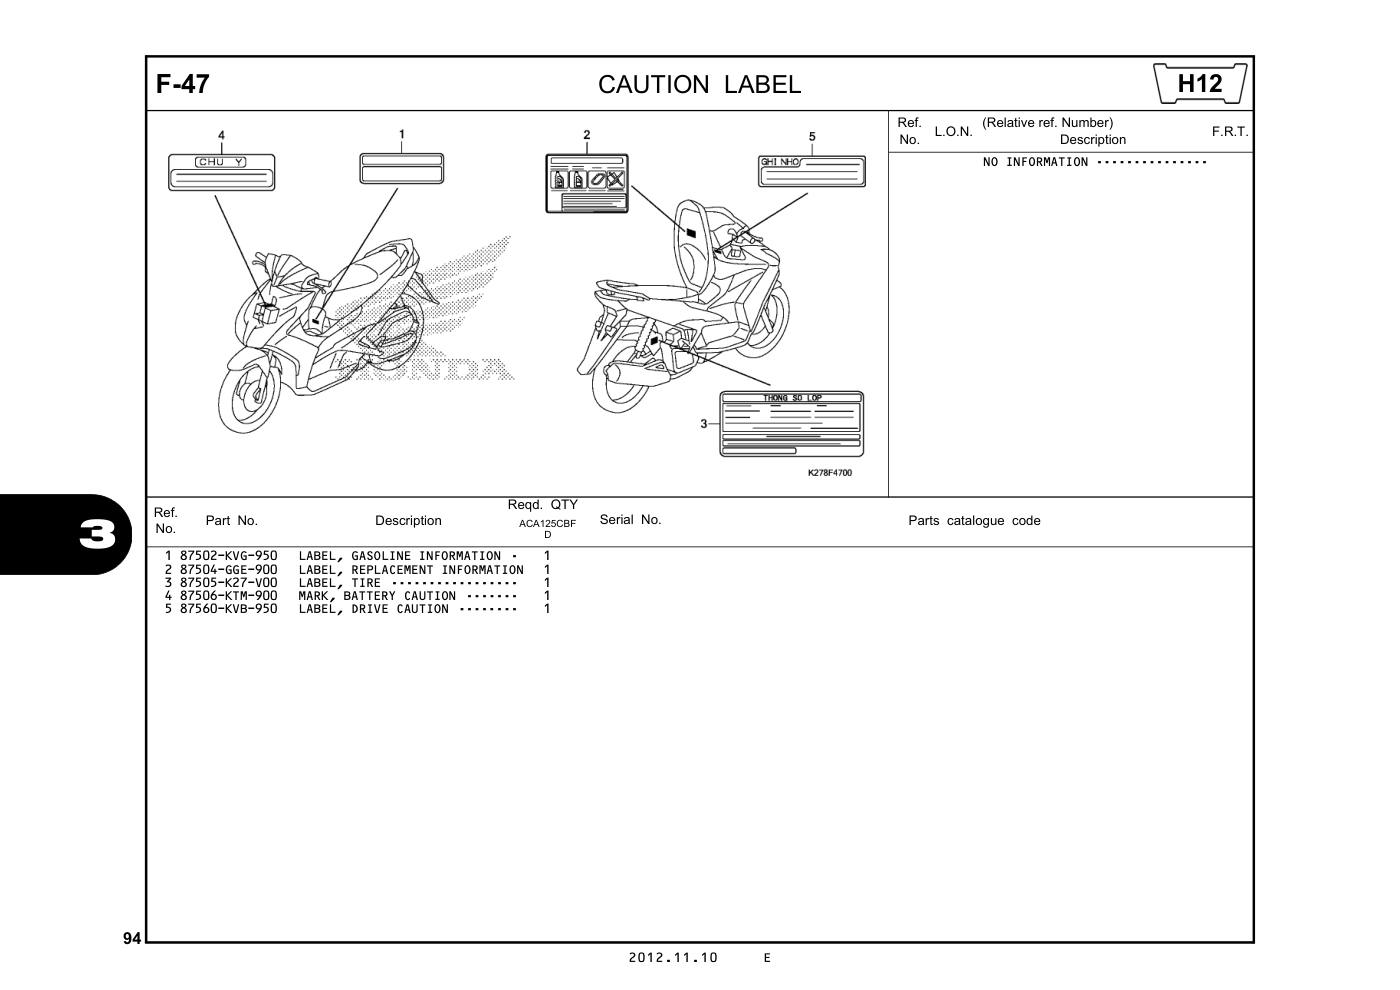 F-47 CAUTION LABEL H12
4 1 2 5
CHU Y
GHI NHO
HONDA
THONG SO LOP
3
K278F4700
Ref. No. L.O.N. (Relative ref. Number) Description F.R.T.
NO INFORMATION ---------------
3
Ref. No. Part No. Description Reqd. QTY ACA125CBF D Serial No. Parts catalogue code
1 87502-KVG-950 LABEL, GASOLINE INFORMATION - 1
2 87504-GGE-900 LABEL, REPLACEMENT INFORMATION 1
3 87505-K27-V00 LABEL, TIRE ----------------- 1
4 87506-KTM-900 MARK, BATTERY CAUTION ------- 1
5 87560-KVB-950 LABEL, DRIVE CAUTION -------- 1
94
2012.11.10 E